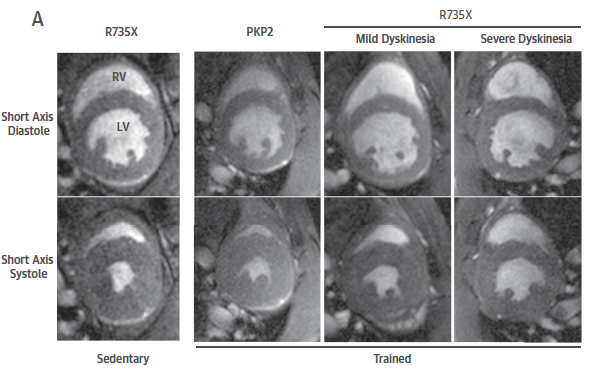 A
R735X
R735X
PKP2
Mild Dyskinesia
Severe Dyskinesia
Short Axis
Diastole
RV
LV
Short Axis
Systole
Sedentary
Trained